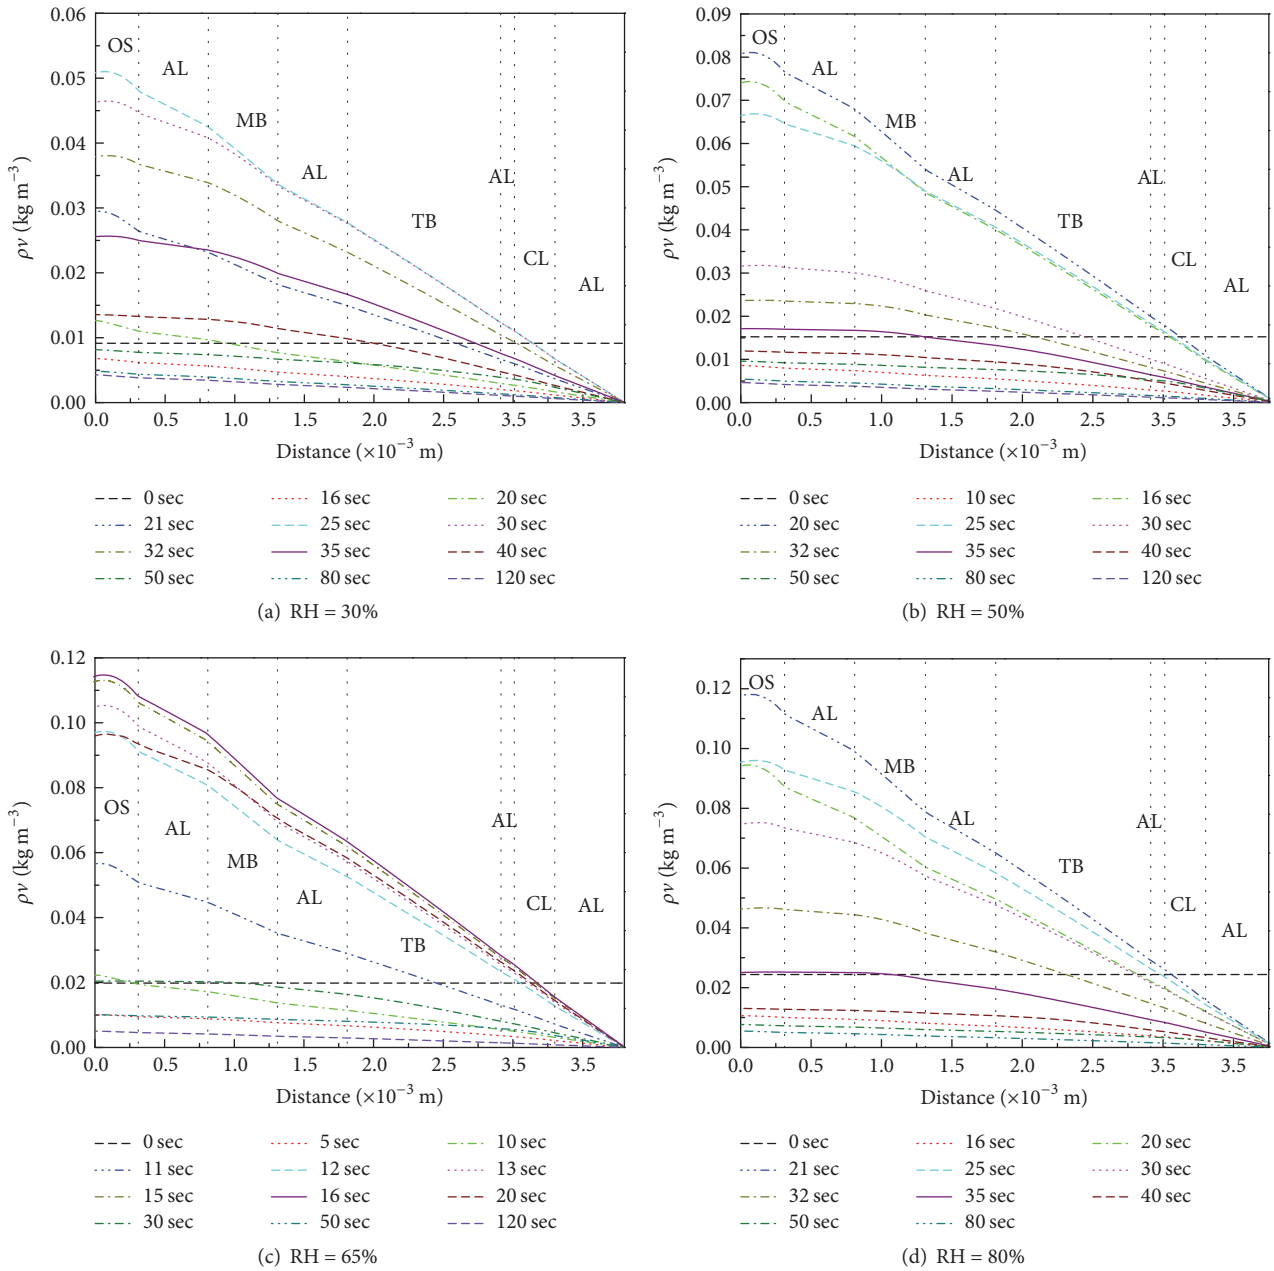 OS
AL
MB
AL
TB
AL
CL
AL
0.06
0.05
0.04
0.03
0.02
0.01
0.00
ρν (kg m−3)
0.0 0.5 1.0 1.5 2.0 2.5 3.5 3.5
Distance (×10−3 m)
0 sec 16 sec 20 sec
21 sec 25 sec 30 sec
32 sec 35 sec 40 sec
50 sec 80 sec 120 sec
(a) RH = 30%
OS
AL
MB
AL
TB
AL
CL
AL
0.09
0.08
0.07
0.06
0.05
0.04
0.03
0.02
0.01
0.00
ρν (kg m−3)
0.0 0.5 1.0 1.5 2.0 2.5 3.5 3.5
Distance (×10−3 m)
0 sec 10 sec 16 sec
20 sec 25 sec 30 sec
32 sec 35 sec 40 sec
50 sec 80 sec 120 sec
(b) RH = 50%
OS
AL
MB
AL
TB
AL
CL
AL
0.12
0.10
0.08
0.06
0.04
0.02
0.00
ρν (kg m−3)
0.0 0.5 1.0 1.5 2.0 2.5 3.5 3.5
Distance (×10−3 m)
0 sec 5 sec 10 sec
11 sec 12 sec 13 sec
15 sec 16 sec 20 sec
30 sec 50 sec 120 sec
(c) RH = 65%
OS
AL
MB
AL
TB
AL
CL
AL
0.12
0.10
0.08
0.06
0.04
0.02
0.00
ρν (kg m−3)
0.0 0.5 1.0 1.5 2.0 2.5 3.5 3.5
Distance (×10−3 m)
0 sec 16 sec 20 sec
21 sec 25 sec 30 sec
32 sec 35 sec 40 sec
50 sec 80 sec
(d) RH = 80%